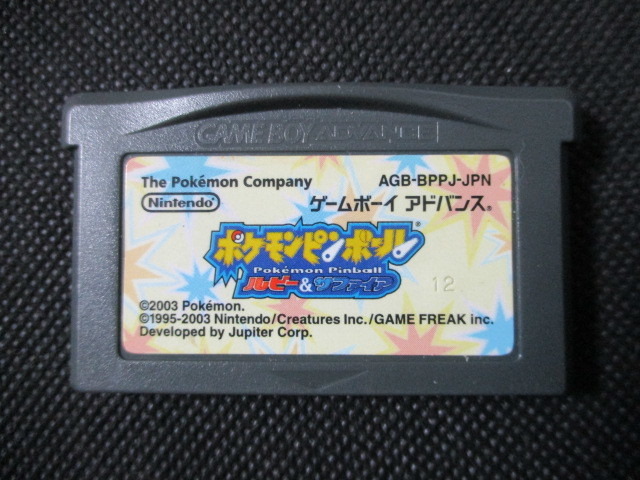 GAME BOY ADVANCE
The Pokémon Company AGB-BPPJ-JPN
Nintendo ゲームボーイ アドバンス®
ポケモンピンボール
Pokémon Pinball
ルビー&サファイア
12
©2003 Pokémon.
©1995-2003 Nintendo/Creatures Inc./GAME FREAK inc.
Developed by Jupiter Corp.